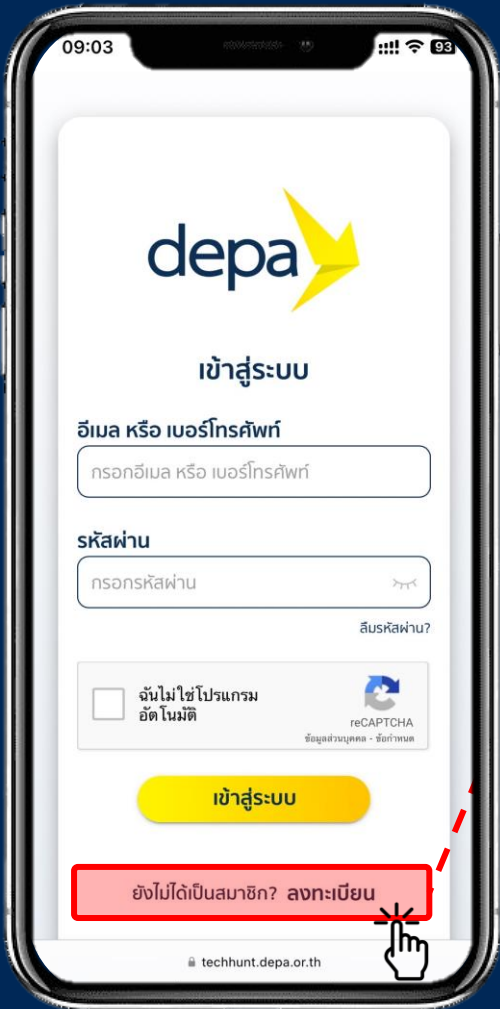 09:03
93
depa
เข้าสู่ระบบ
อีเมล หรือ เบอร์โทรศัพท์
กรอกอีเมล หรือ เบอร์โทรศัพท์
รหัสผ่าน
กรอกรหัสผ่าน
ลืมรหัสผ่าน?
ฉันไม่ใช่โปรแกรม
อัตโนมัติ
reCAPTCHA
ข้อมูลส่วนบุคคล - ข้อกำหนด
เข้าสู่ระบบ
ยังไม่ได้เป็นสมาชิก? ลงทะเบียน
techhunt.depa.or.th